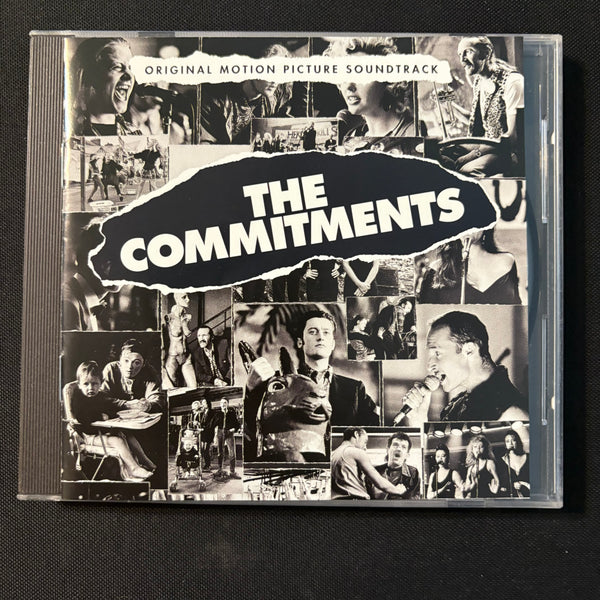 ORIGINAL MOTION PICTURE SOUNDTRACK
THE
COMMITMENTS